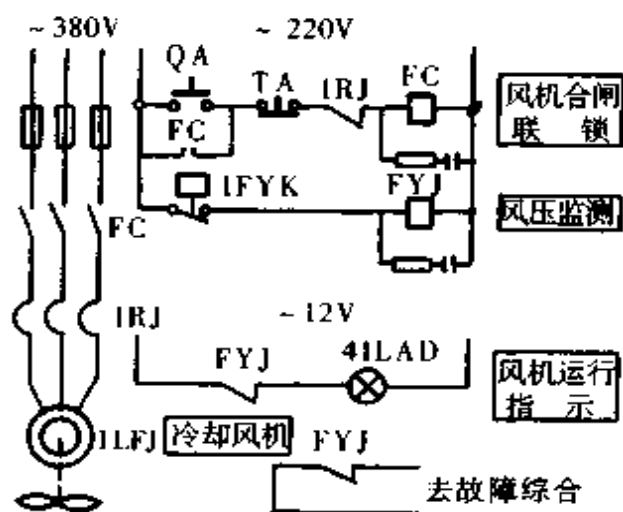 ~380V
~220V
QA
TA
1RJ
FC
风机合闸
联 锁
FC
1FYK
FYJ
风压监测
FC
1RJ
~12V
FYJ
41LAD
风机运行
指 示
1LFJ
冷却风机
FYJ
去故障综合